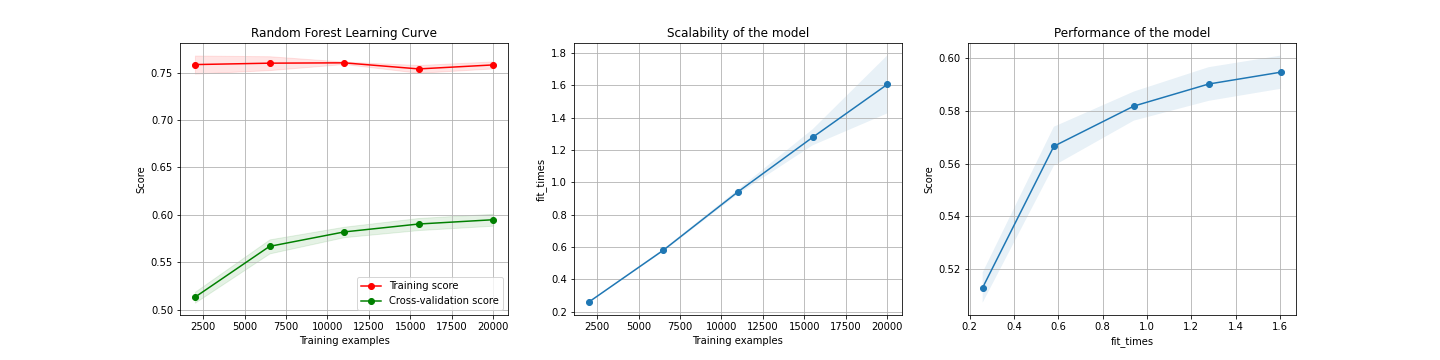 Random Forest Learning Curve
Score
0.75
0.70
0.65
0.60
0.55
0.50
Training score
Cross-validation score
2500 5000 7500 10000 12500 15000 17500 20000
Training examples
Scalability of the model
fit_times
1.8
1.6
1.4
1.2
1.0
0.8
0.6
0.4
0.2
2500 5000 7500 10000 12500 15000 17500 20000
Training examples
Performance of the model
Score
0.60
0.58
0.56
0.54
0.52
0.2 0.4 0.6 0.8 1.0 1.2 1.4 1.6
fit_times